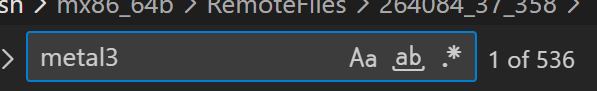 sh > mx86_64b > RemoteFiles > 264084_37_358 >
> metal3 Aa ab .* 1 of 536